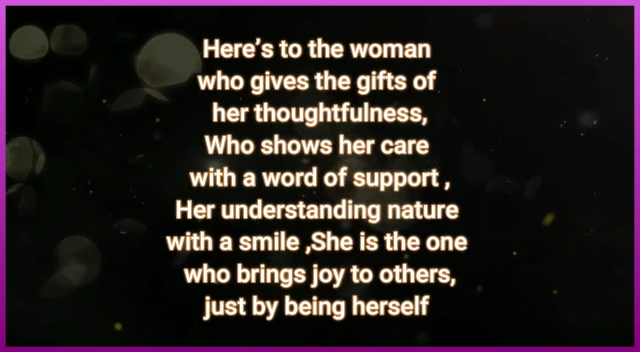 Here’s to the woman
who gives the gifts of
her thoughtfulness,
Who shows her care
with a word of support ,
Her understanding nature
with a smile ,She is the one
who brings joy to others,
just by being herself